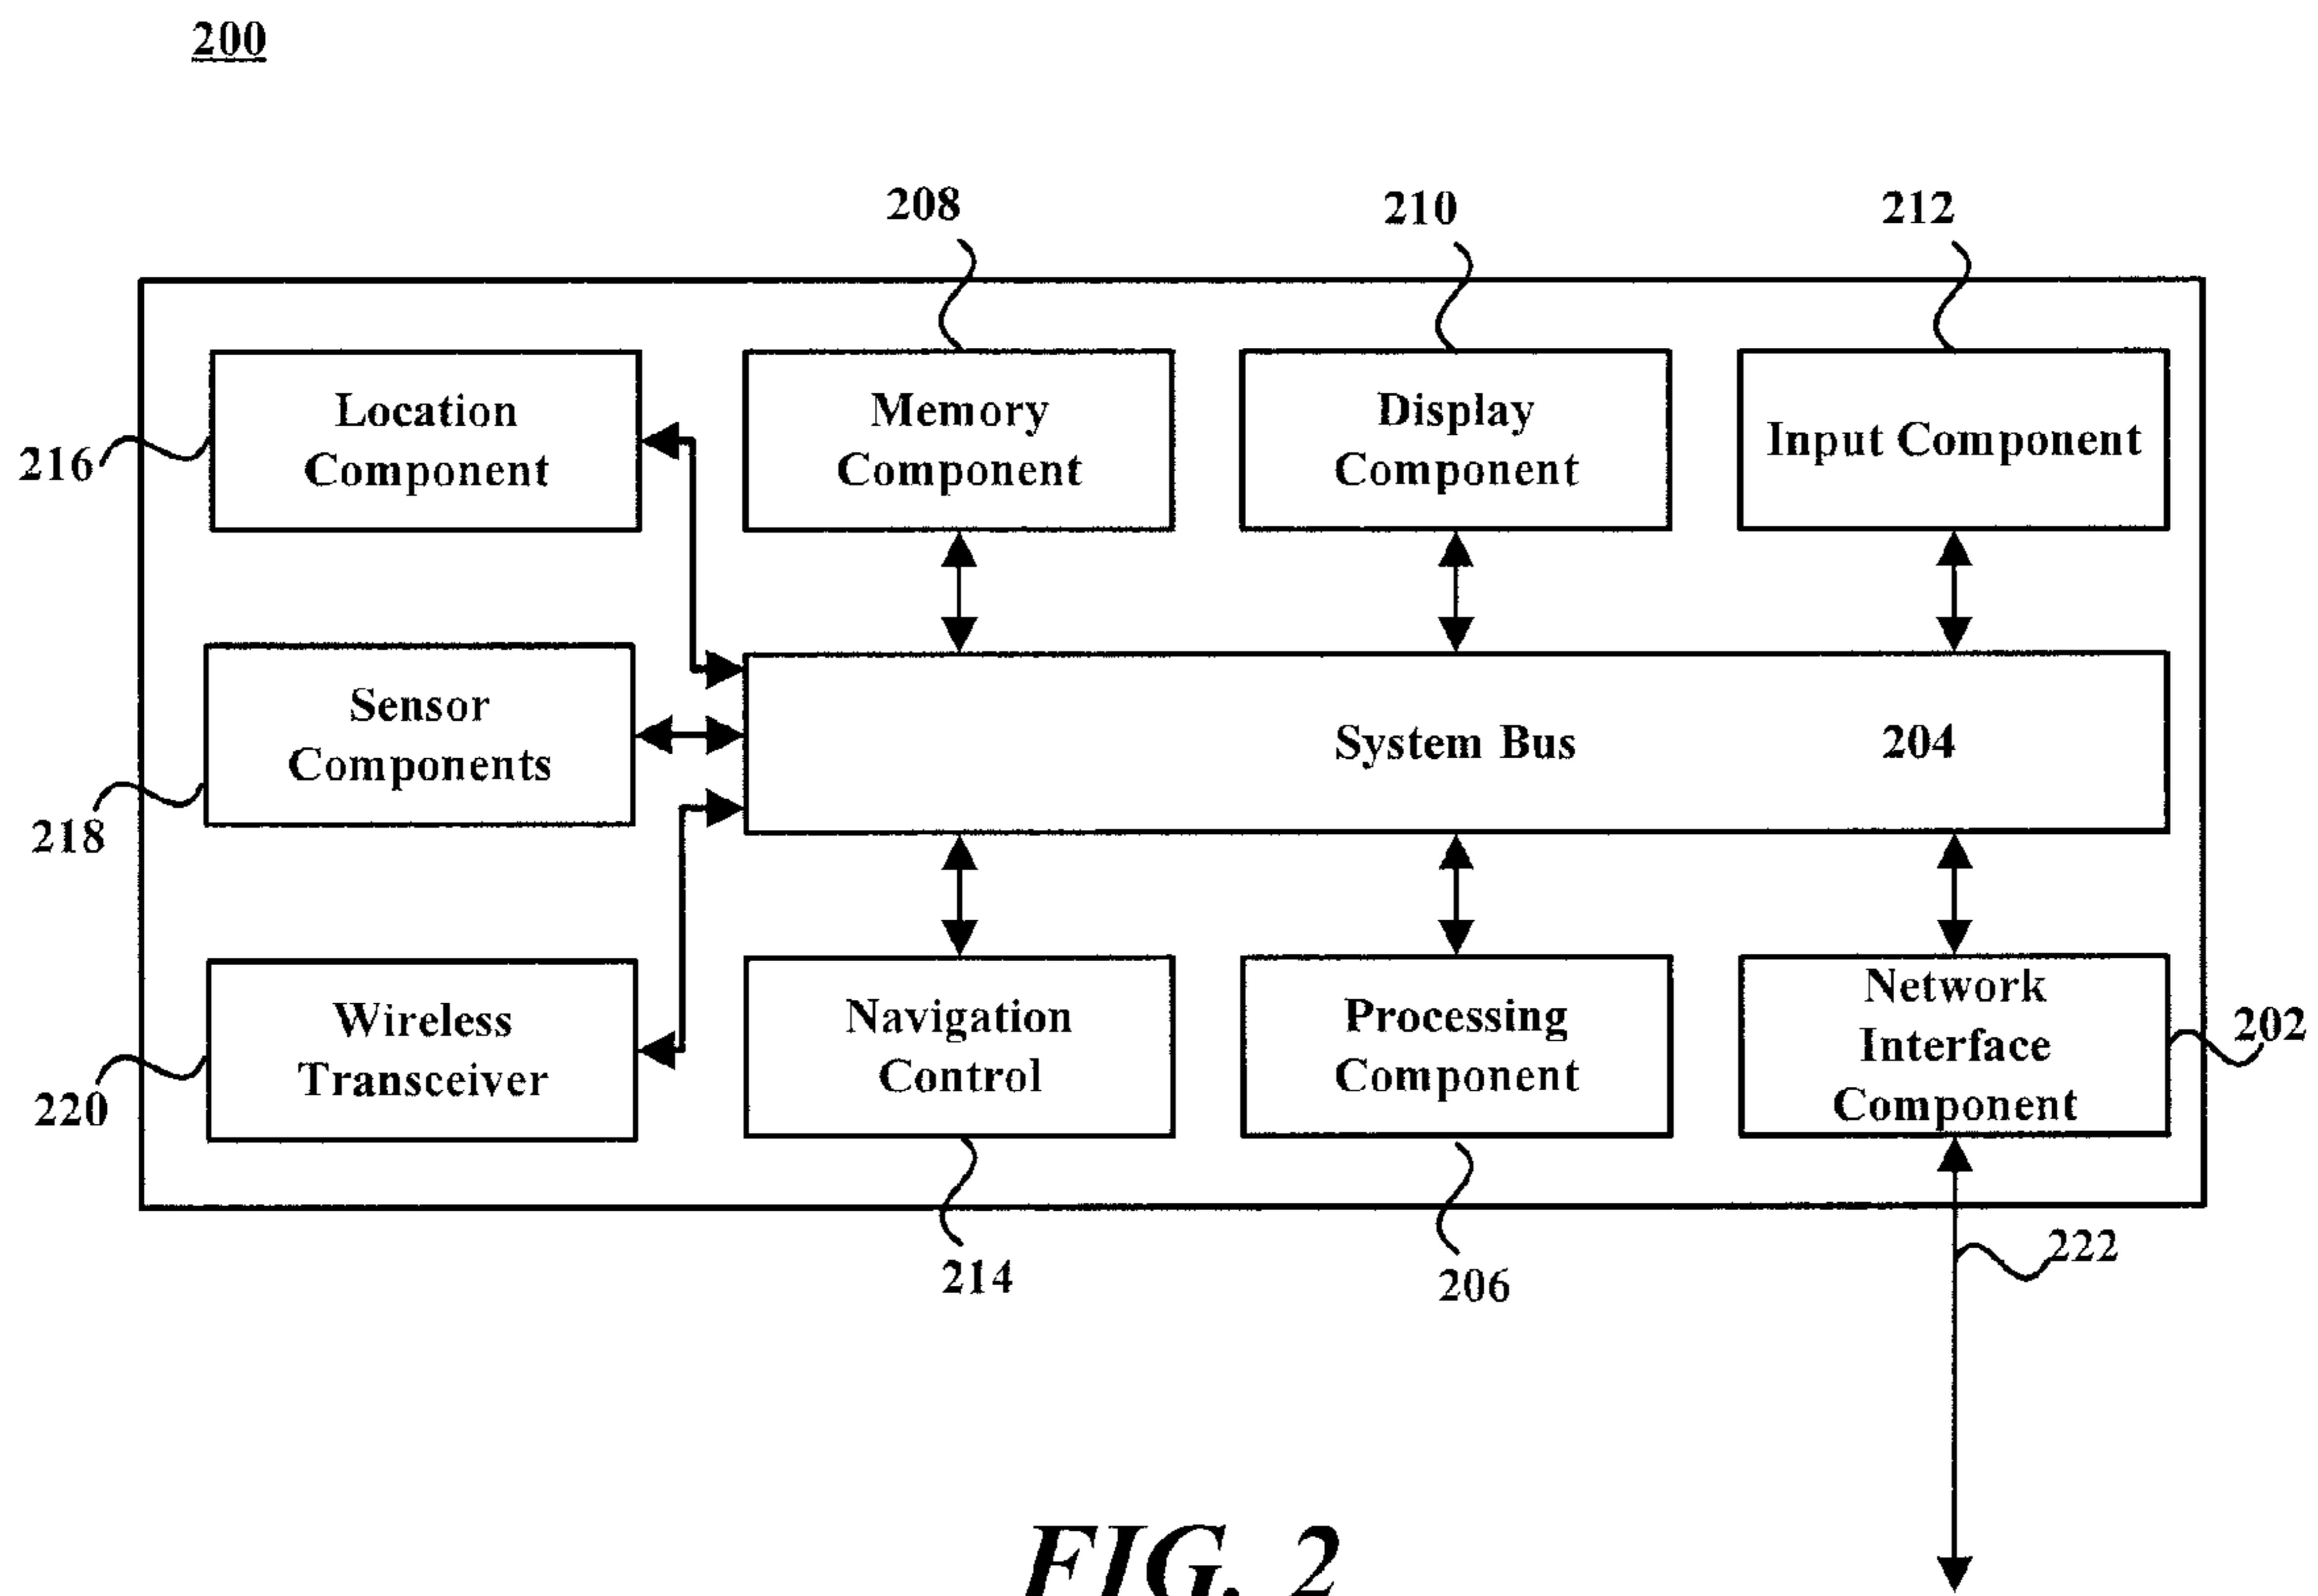 200
208
210
212
Location
Component
216
Memory
Component
Display
Component
Input Component
Sensor
Components
218
System Bus
204
Wireless
Transceiver
220
Navigation
Control
Processing
Component
Network
Interface
Component
202
214
206
222
FIG. 2